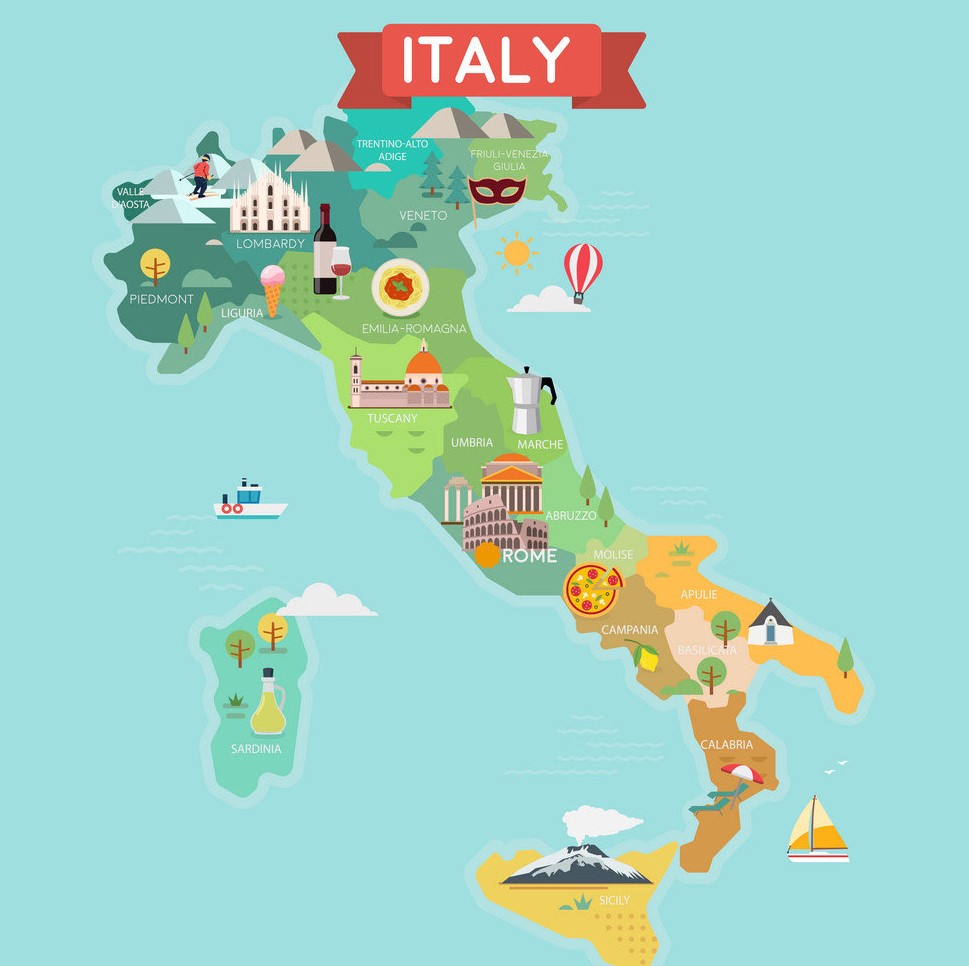 ITALY
TRENTINO-ALTO
ADIGE
FRIULI-VENEZIA
GIULIA
VALLE
D'AOSTA
VENETO
LOMBARDY
PIEDMONT
LIGURIA
EMILIA-ROMAGNA
TUSCANY
UMBRIA
MARCHE
ABRUZZO
ROME
MOLISE
APULIE
CAMPANIA
BASILICATA
CALABRIA
SARDINIA
SICILY